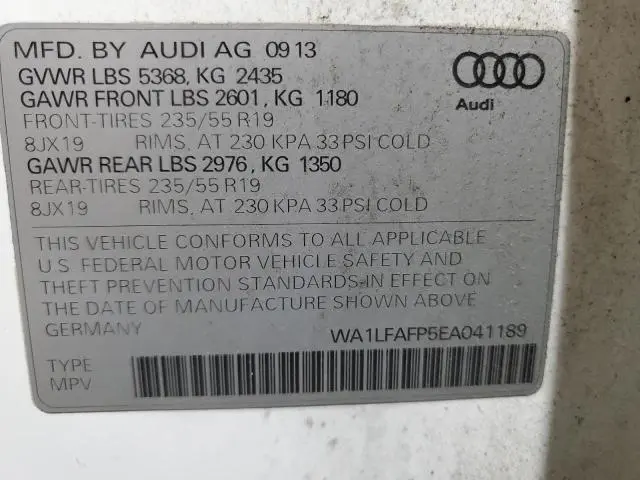 MFD. BY AUDI AG 09 13
GVWR LBS 5368, KG 2435
GAWR FRONT LBS 2601, KG 1180
FRONT-TIRES 235/55 R19
8JX19 RIMS, AT 230 KPA 33 PSI COLD
GAWR REAR LBS 2976, KG 1350
REAR-TIRES 235/55 R19
8JX19 RIMS, AT 230 KPA 33 PSI COLD
Audi
THIS VEHICLE CONFORMS TO ALL APPLICABLE
U.S. FEDERAL MOTOR VEHICLE SAFETY AND
THEFT PREVENTION STANDARDS IN EFFECT ON
THE DATE OF MANUFACTURE SHOWN ABOVE
GERMANY WA1LFAFP5EA041189
TYPE
MPV